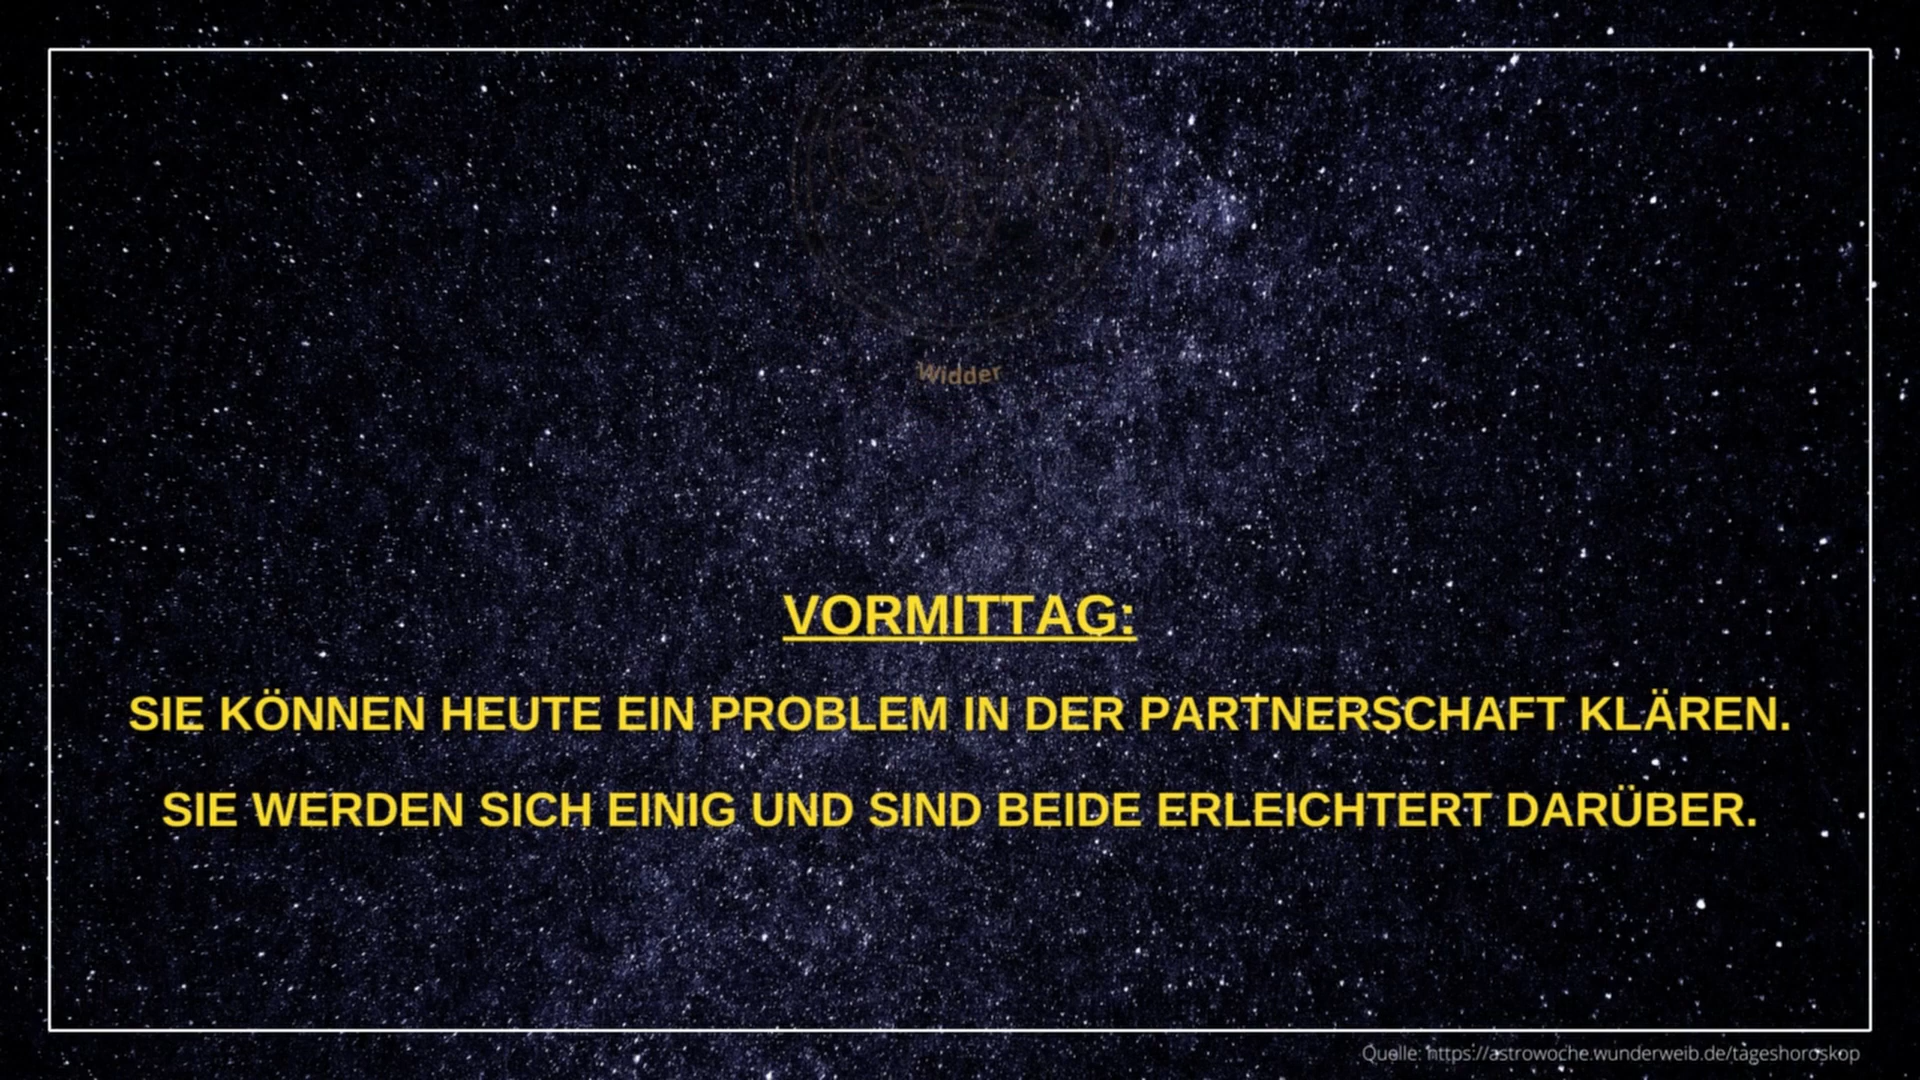 Widder
VORMITTAG:
SIE KÖNNEN HEUTE EIN PROBLEM IN DER PARTNERSCHAFT KLÄREN.
SIE WERDEN SICH EINIG UND SIND BEIDE ERLEICHTERT DARÜBER.
Quelle: https://astrowoche.wunderweib.de/tageshoroskop